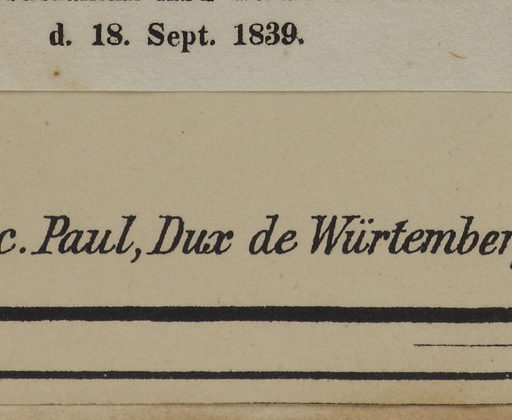 d. 18. Sept. 1839.
c. Paul, Dux de Würtember